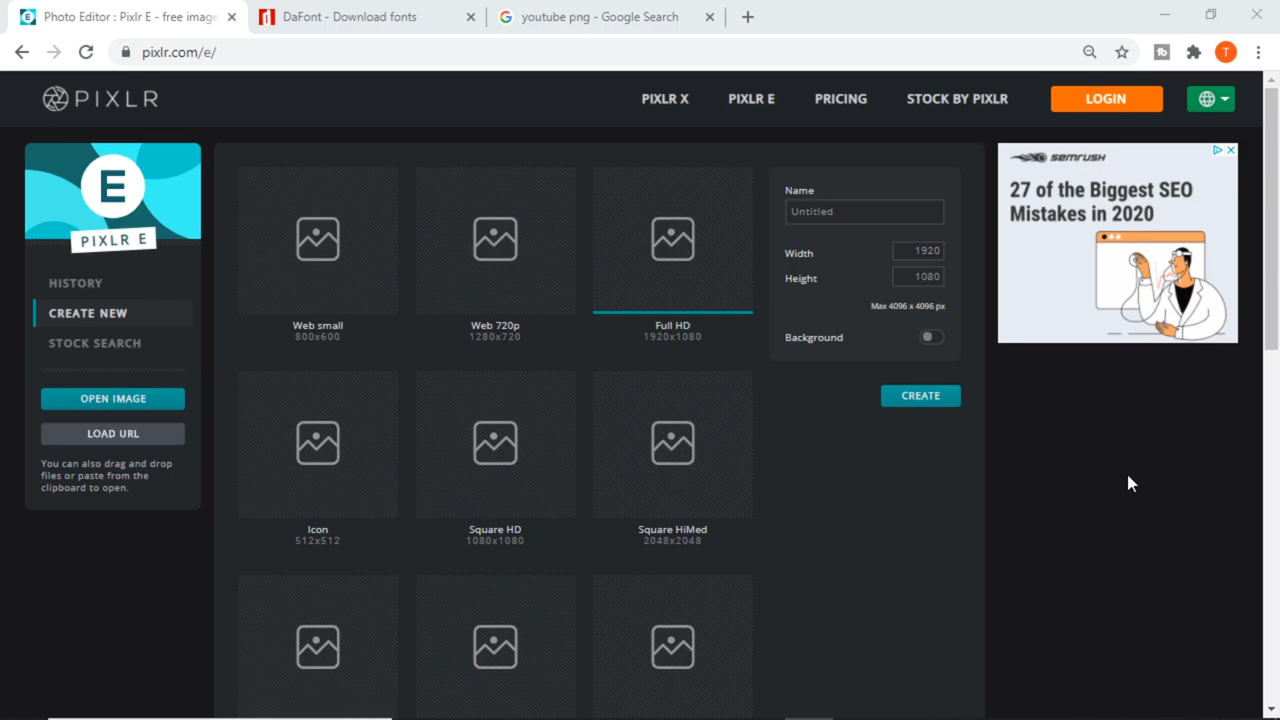 Photo Editor : Pixlr E - free image
DaFont - Download fonts
youtube png - Google Search
pixlr.com/e/
T
PIXLR
PIXLR X
PIXLR E
PRICING
STOCK BY PIXLR
LOGIN
E
PIXLR E
HISTORY
CREATE NEW
STOCK SEARCH
OPEN IMAGE
LOAD URL
You can also drag and drop
files or paste from the
clipboard to open.
Web small
800x600
Web 720p
1280x720
Full HD
1920x1080
Icon
512x512
Square HD
1080x1080
Square HiMed
2048x2048
Name
Untitled
Width
1920
Height
1080
Max 4096 x 4096 px
Background
CREATE
SEMRUSH
27 of the Biggest SEO
Mistakes in 2020